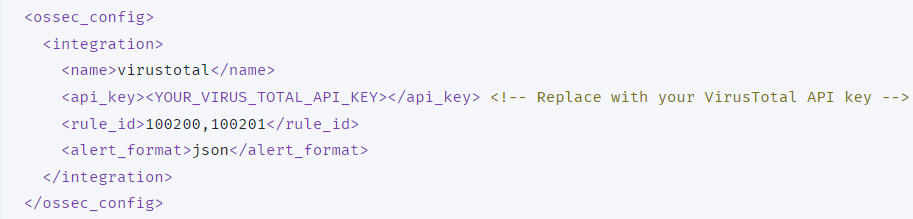 <ossec_config>
<integration>
<name>virustotal</name>
<api_key><YOUR_VIRUS_TOTAL_API_KEY></api_key> <!-- Replace with your VirusTotal API key -->
<rule_id>100200,100201</rule_id>
<alert_format>json</alert_format>
</integration>
</ossec_config>